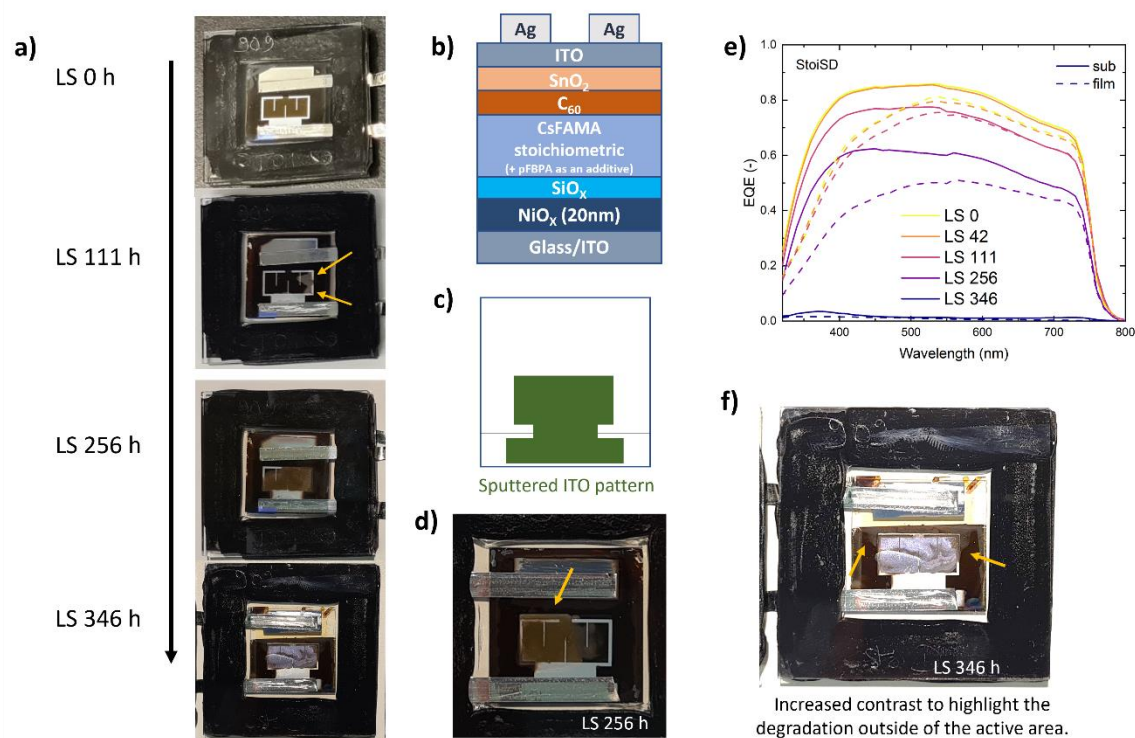 a)
LS 0 h
LS 111 h
LS 256 h
LS 346 h
909
b)
Ag Ag
ITO
SnO₂
C₆₀
CsFAMA
stoichiometric
(+ pFBPA as an additive)
SiOₓ
NiOₓ (20nm)
Glass/ITO
c)
Sputtered ITO pattern
d)
LS 256 h
e)
StoiSD
sub
film
EQE (-)
1.0
0.8
0.6
0.4
0.2
0.0
LS 0
LS 42
LS 111
LS 256
LS 346
400 500 600 700 800
Wavelength (nm)
f)
909
LS 346 h
Increased contrast to highlight the
degradation outside of the active area.